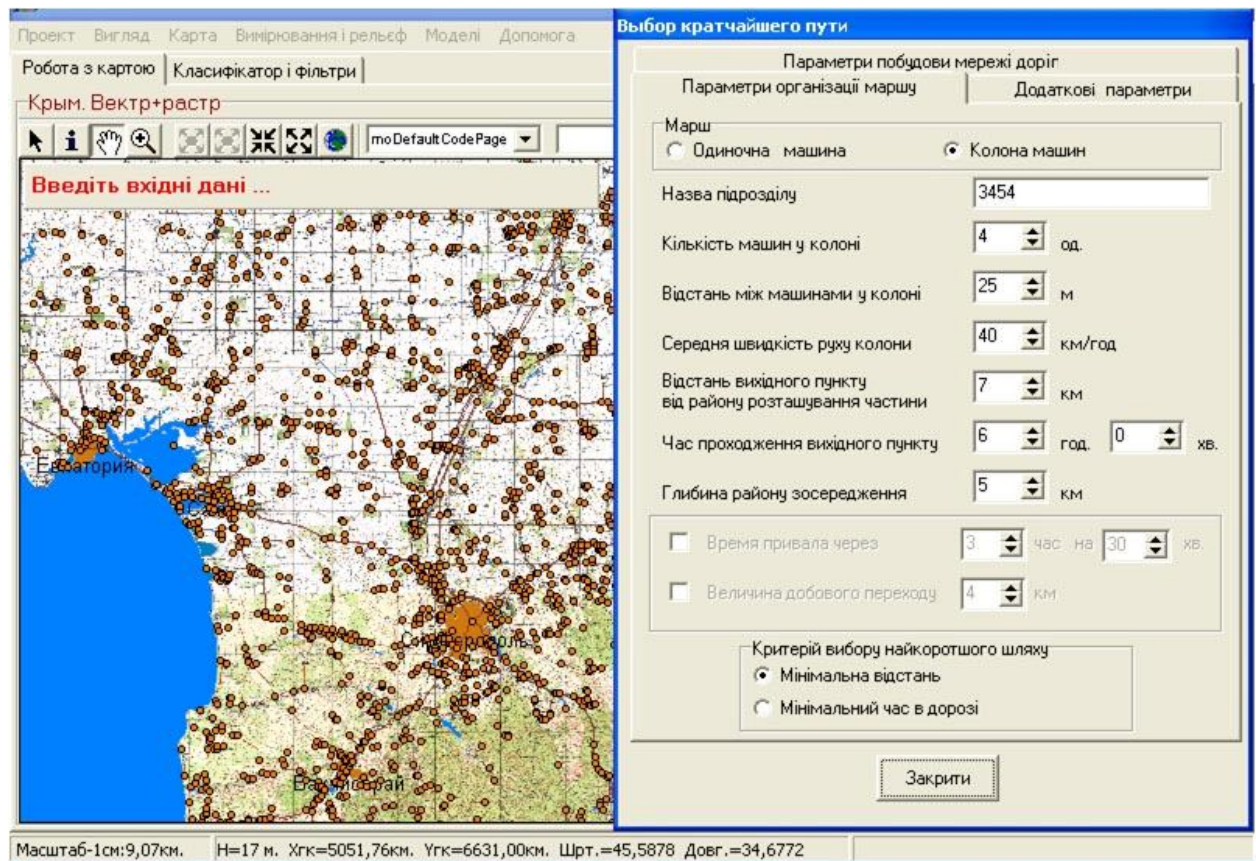 Проект Вигляд Карта Вимірювання і рельєф Моделі Допомога
Робота з картою Класифікатор і фільтри
Крым. Вектр+растр
moDefaultCodePage
Введіть вхідні дані ...
Евпатория
Симферополь
Бахчисарай
Масштаб-1см:9,07км. Н=17 м. Хгк=5051,76км. Yгк=6631,00км. Шрт.=45,5878 Довг.=34,6772
Выбор кратчайшего пути
Параметри побудови мережі доріг
Параметри організації маршу Додаткові параметри
Марш
Одиночна машина Колона машин
Назва підрозділу 3454
Кількість машин у колоні 4 од.
Відстань між машинами у колоні 25 м
Середня швидкість руху колони 40 км/год
Відстань вихідного пункту
від району розташування частини 7 км
Час проходження вихідного пункту 6 год. 0 хв.
Глибина району зосередження 5 км
Время привала через 3 час на 30 хв.
Величина добового переходу 4 км
Критерій вибору найкоротшого шляху
Мінімальна відстань
Мінімальний час в дорозі
Закрити